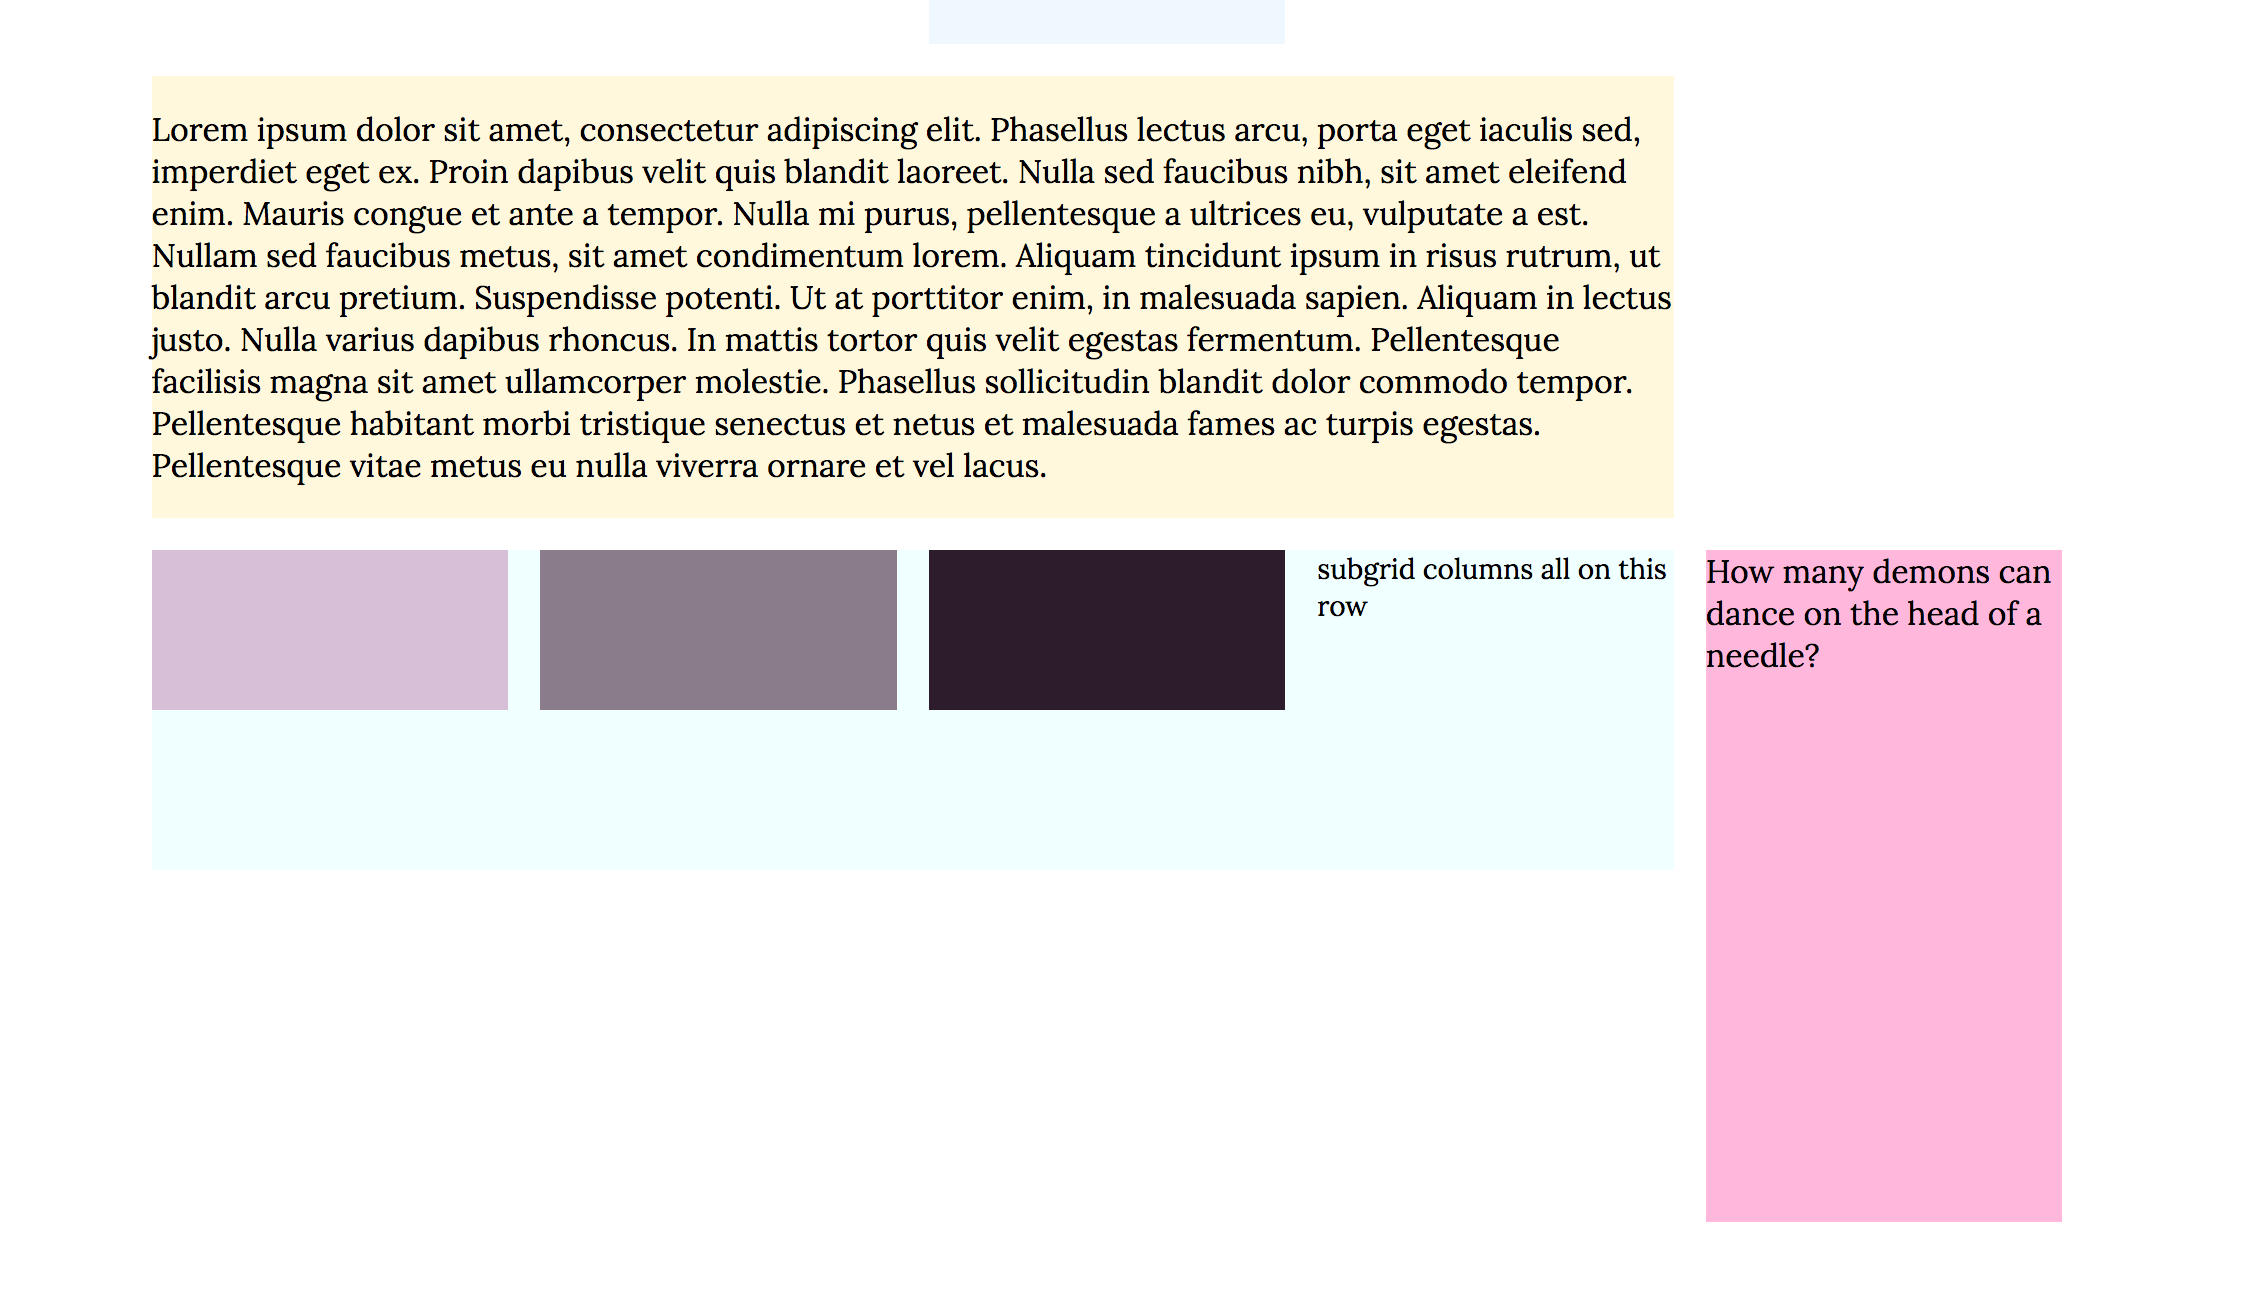 Lorem ipsum dolor sit amet, consectetur adipiscing elit. Phasellus lectus arcu, porta eget iaculis sed,
imperdiet eget ex. Proin dapibus velit quis blandit laoreet. Nulla sed faucibus nibh, sit amet eleifend
enim. Mauris congue et ante a tempor. Nulla mi purus, pellentesque a ultrices eu, vulputate a est.
Nullam sed faucibus metus, sit amet condimentum lorem. Aliquam tincidunt ipsum in risus rutrum, ut
blandit arcu pretium. Suspendisse potenti. Ut at porttitor enim, in malesuada sapien. Aliquam in lectus
justo. Nulla varius dapibus rhoncus. In mattis tortor quis velit egestas fermentum. Pellentesque
facilisis magna sit amet ullamcorper molestie. Phasellus sollicitudin blandit dolor commodo tempor.
Pellentesque habitant morbi tristique senectus et netus et malesuada fames ac turpis egestas.
Pellentesque vitae metus eu nulla viverra ornare et vel lacus.
subgrid columns all on this
row
How many demons can
dance on the head of a
needle?